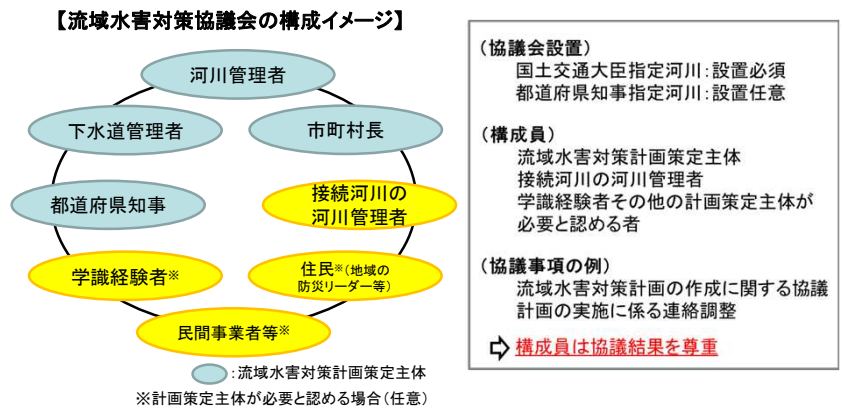 【流域水害対策協議会の構成イメージ】
河川管理者
下水道管理者
市町村長
都道府県知事
接続河川の
河川管理者
学識経験者※
住民※(地域の
防災リーダー等)
民間事業者等※
:流域水害対策計画策定主体
※計画策定主体が必要と認める場合(任意)
(協議会設置)
国土交通大臣指定河川:設置必須
都道府県知事指定河川:設置任意
(構成員)
流域水害対策計画策定主体
接続河川の河川管理者
学識経験者その他の計画策定主体が
必要と認める者
(協議事項の例)
流域水害対策計画の作成に関する協議
計画の実施に係る連絡調整
⇨ 構成員は協議結果を尊重